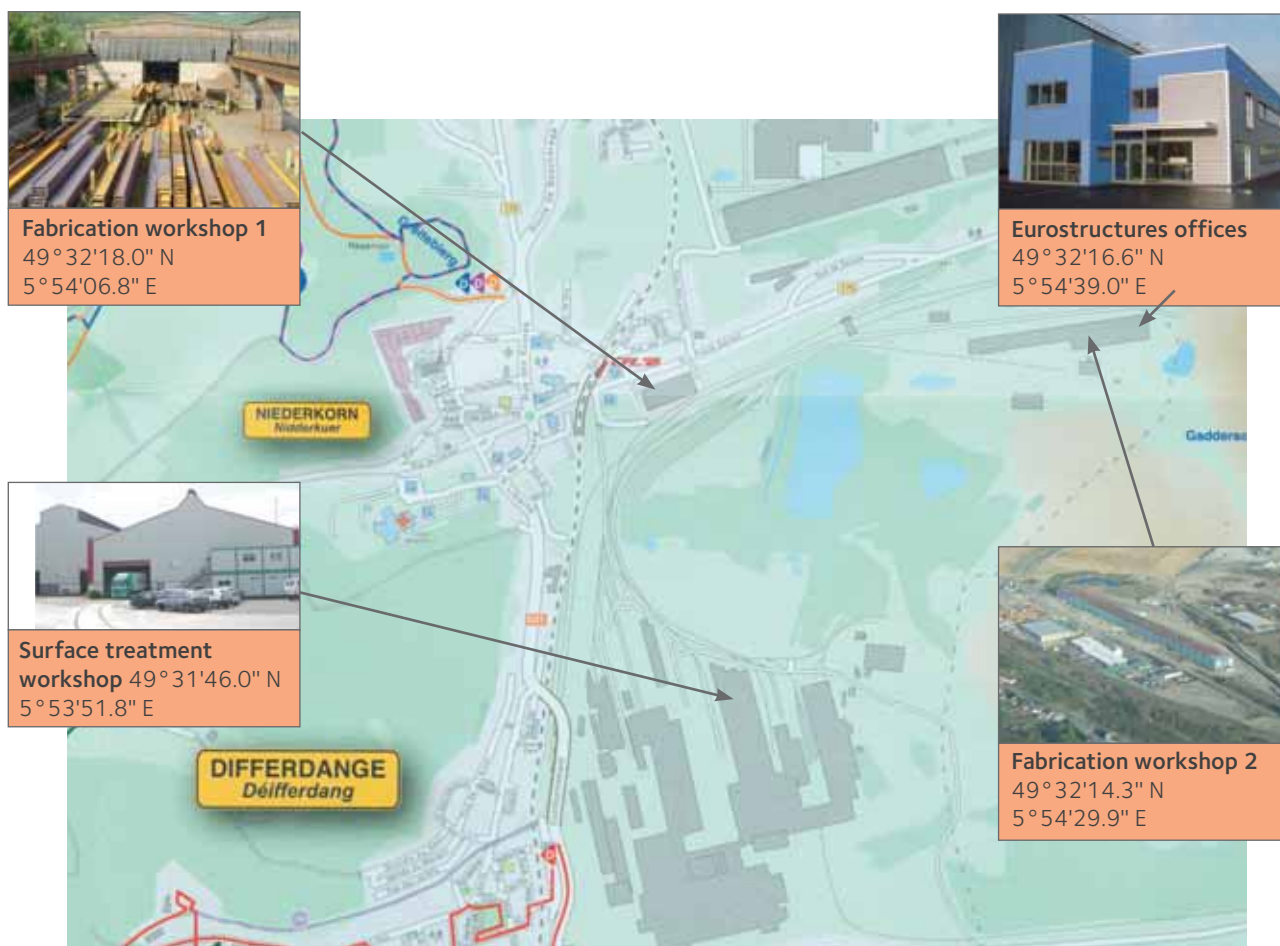 Fabrication workshop 1
49°32'18.0" N
5°54'06.8" E
Eurostructures offices
49°32'16.6" N
5°54'39.0" E
NIEDERKORN
Nidderkuer
Surface treatment
workshop 49°31'46.0" N
5°53'51.8" E
DIFFERDANGE
Déifferdang
Fabrication workshop 2
49°32'14.3" N
5°54'29.9" E